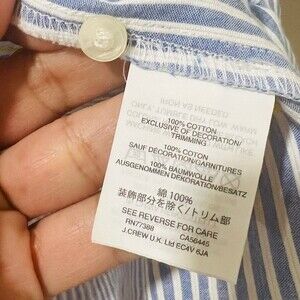 100% COTTON
EXCLUSIVE OF DECORATION/
TRIMMING
100% COTON
SAUF DECORATION/GARNITURES
100% BAUMWOLLE
AUSGENOMMEN DEKORATION/BESATZ
綿 100%
装飾部分を除く/トリム部
SEE REVERSE FOR CARE
RN77388 CA56445
J.CREW U.K. Ltd EC4V 6JA